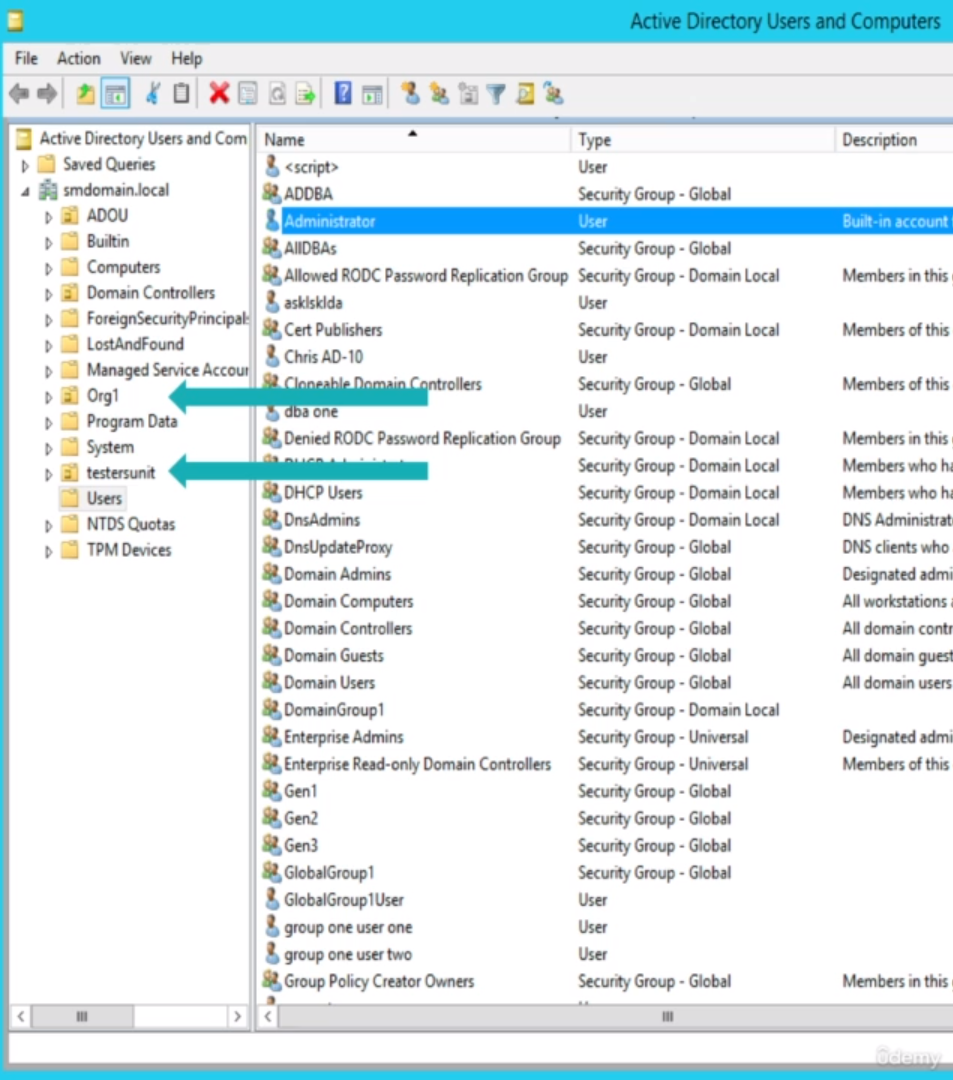 Active Directory Users and Computers
File Action View Help
Active Directory Users and Com
Saved Queries
smdomain.local
ADOU
Builtin
Computers
Domain Controllers
ForeignSecurityPrincipals
LostAndFound
Managed Service Accour
Org1
Program Data
System
testersunit
Users
NTDS Quotas
TPM Devices
Name Type Description
<script> User
ADDBA Security Group - Global
Administrator User Built-in account
AllDBAs Security Group - Global
Allowed RODC Password Replication Group Security Group - Domain Local Members in this
asklsklda User
Cert Publishers Security Group - Domain Local Members of this
Chris AD-10 User
Cloneable Domain Controllers Security Group - Global Members of this
dba one User
Denied RODC Password Replication Group Security Group - Domain Local Members in this
Security Group - Domain Local Members who ha
DHCP Users Security Group - Domain Local Members who ha
DnsAdmins Security Group - Domain Local DNS Administrat
DnsUpdateProxy Security Group - Global DNS clients who
Domain Admins Security Group - Global Designated admi
Domain Computers Security Group - Global All workstations
Domain Controllers Security Group - Global All domain contr
Domain Guests Security Group - Global All domain guest
Domain Users Security Group - Global All domain users
DomainGroup1 Security Group - Domain Local
Enterprise Admins Security Group - Universal Designated admi
Enterprise Read-only Domain Controllers Security Group - Universal Members of this
Gen1 Security Group - Global
Gen2 Security Group - Global
Gen3 Security Group - Global
GlobalGroup1 Security Group - Global
GlobalGroup1User User
group one user one User
group one user two User
Group Policy Creator Owners Security Group - Global Members in this
ûdemy